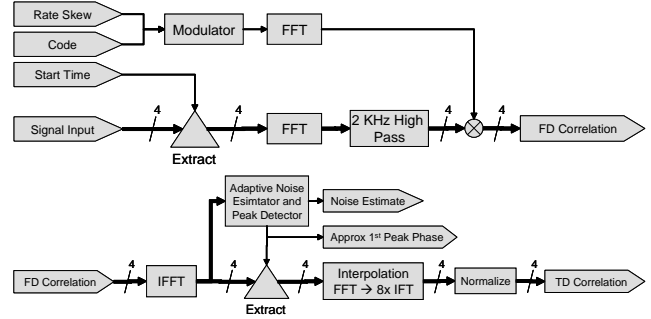 Rate Skew
Code
Modulator
FFT
Start Time
Signal Input
4
Extract
4
FFT
2 KHz High
Pass
4
4
FD Correlation
Adaptive Noise
Esimtator and
Peak Detector
Noise Estimate
Approx 1st Peak Phase
FD Correlation
4
IFFT
4
Extract
4
Interpolation
FFT → 8x IFT
4
Normalize
4
TD Correlation